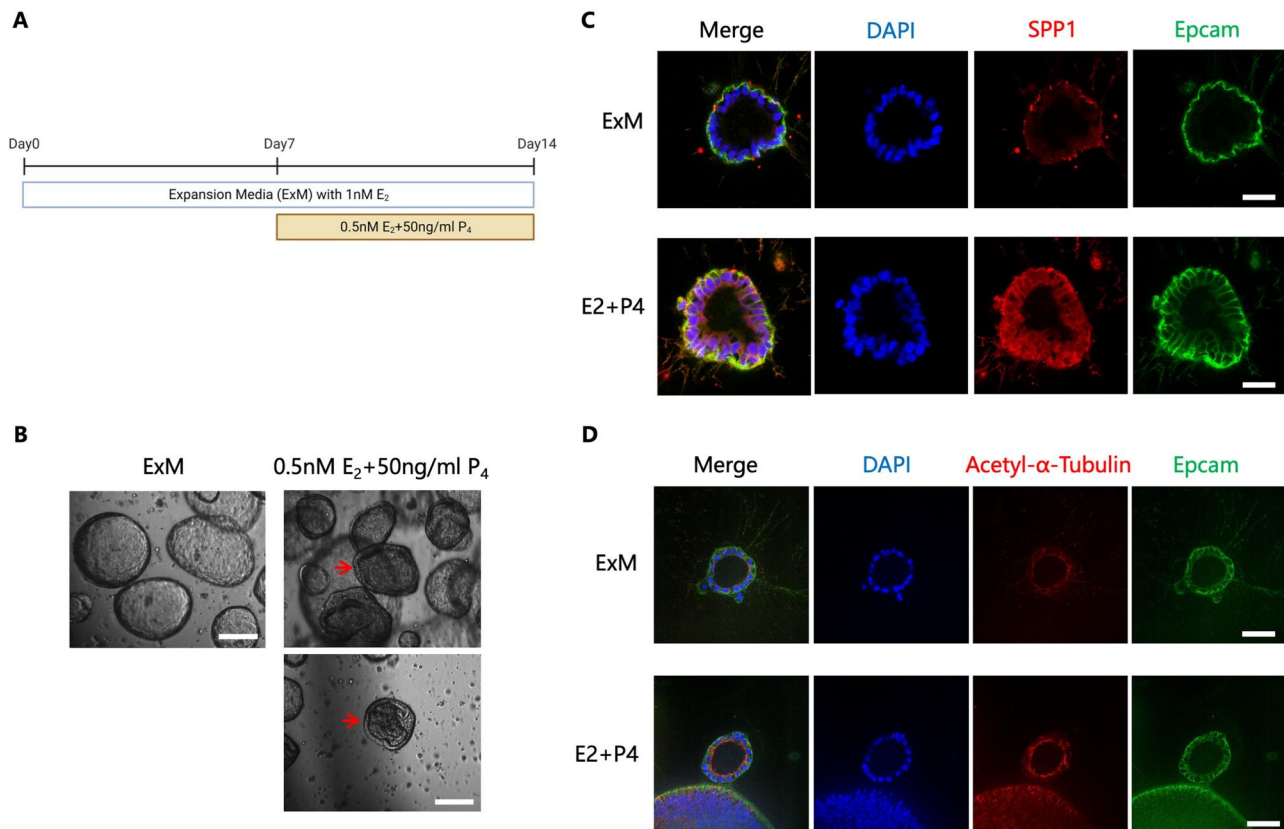 A
Day0 Day7 Day14
Expansion Media (ExM) with 1nM E₂
0.5nM E₂+50ng/ml P₄
B
ExM 0.5nM E₂+50ng/ml P₄
C
Merge DAPI SPP1 Epcam
ExM
E2+P4
D
Merge DAPI Acetyl-α-Tubulin Epcam
ExM
E2+P4